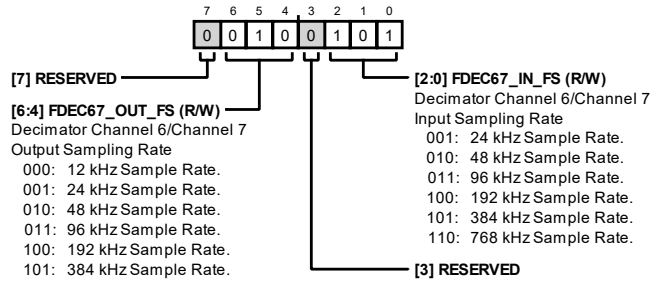 7 6 5 4 3 2 1 0
0 0 1 0 0 1 0 1
[7] RESERVED
[6:4] FDEC67_OUT_FS (R/W)
Decimator Channel 6/Channel 7
Output Sampling Rate
000: 12 kHz Sample Rate.
001: 24 kHz Sample Rate.
010: 48 kHz Sample Rate.
011: 96 kHz Sample Rate.
100: 192 kHz Sample Rate.
101: 384 kHz Sample Rate.
[2:0] FDEC67_IN_FS (R/W)
Decimator Channel 6/Channel 7
Input Sampling Rate
001: 24 kHz Sample Rate.
010: 48 kHz Sample Rate.
011: 96 kHz Sample Rate.
100: 192 kHz Sample Rate.
101: 384 kHz Sample Rate.
110: 768 kHz Sample Rate.
[3] RESERVED